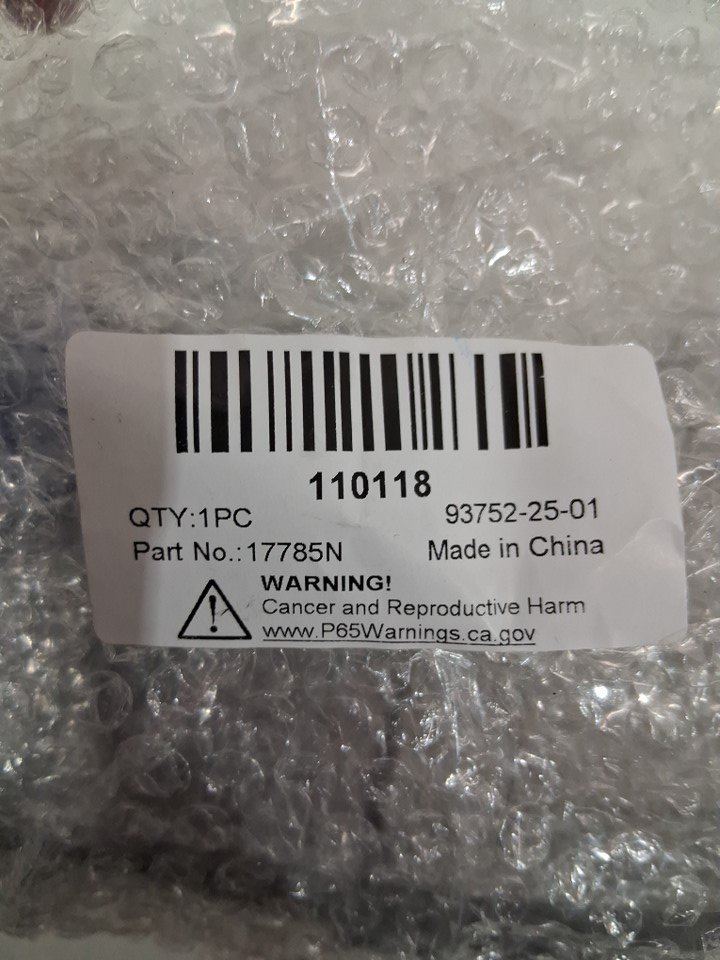 110118
QTY:1PC 93752-25-01
Part No.:17785N Made in China
WARNING!
Cancer and Reproductive Harm
www.P65Warnings.ca.gov